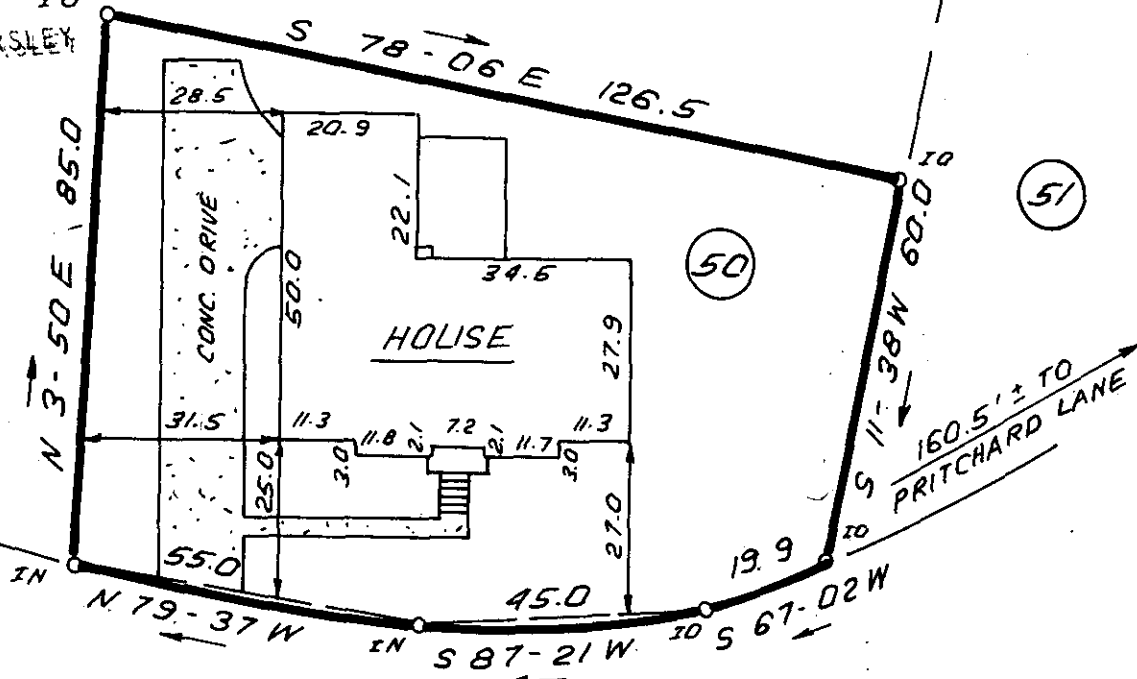 IO
S 78-06 E 126.5
28.5
20.9
IO
N 3-50 E 85.0
CONC. DRIVE
22.1
60.0
51
50
34.6
50.0
HOUSE
27.9
S 11-38 W
160.5' ± TO
PRITCHARD LANE
31.5
11.3
11.8
2.1
7.2
2.1
11.7
11.3
3.0
3.0
25.0
27.0
IO
IN
55.0
19.9
45.0
N 79-37 W
IN
IO
S 67-02 W
S 87-21 W